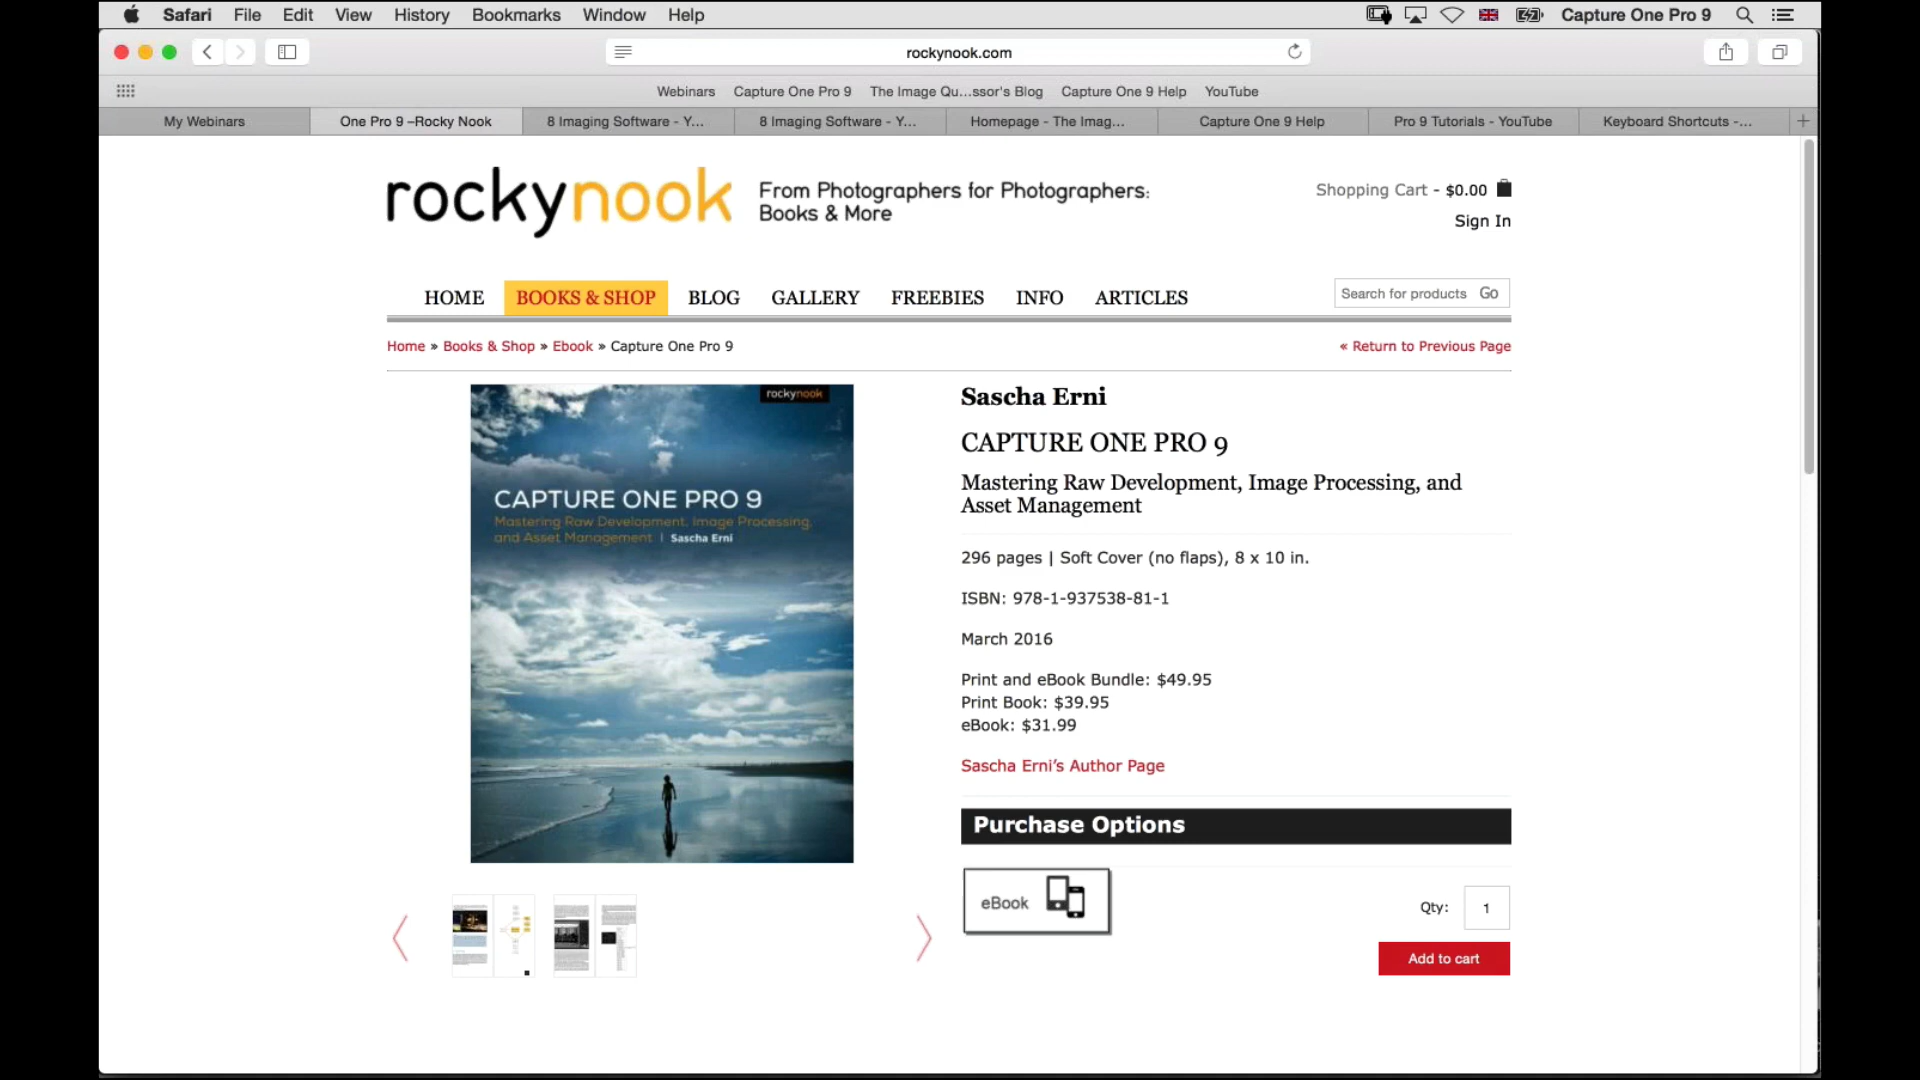 Safari File Edit View History Bookmarks Window Help Capture One Pro 9
rockynook.com
Webinars Capture One Pro 9 The Image Qu...ssor's Blog Capture One 9 Help YouTube
My Webinars One Pro 9 –Rocky Nook 8 Imaging Software - Y... 8 Imaging Software - Y... Homepage - The Imag... Capture One 9 Help Pro 9 Tutorials - YouTube Keyboard Shortcuts -...
rockynook
From Photographers for Photographers:
Books & More
Shopping Cart - $0.00
Sign In
HOME BOOKS & SHOP BLOG GALLERY FREEBIES INFO ARTICLES
Search for products Go
Home » Books & Shop » Ebook » Capture One Pro 9
« Return to Previous Page
rockynook
CAPTURE ONE PRO 9
Mastering Raw Development, Image Processing,
and Asset Management | Sascha Erni
Sascha Erni
CAPTURE ONE PRO 9
Mastering Raw Development, Image Processing, and
Asset Management
296 pages | Soft Cover (no flaps), 8 x 10 in.
ISBN: 978-1-937538-81-1
March 2016
Print and eBook Bundle: $49.95
Print Book: $39.95
eBook: $31.99
Sascha Erni's Author Page
Purchase Options
eBook
Qty: 1
Add to cart